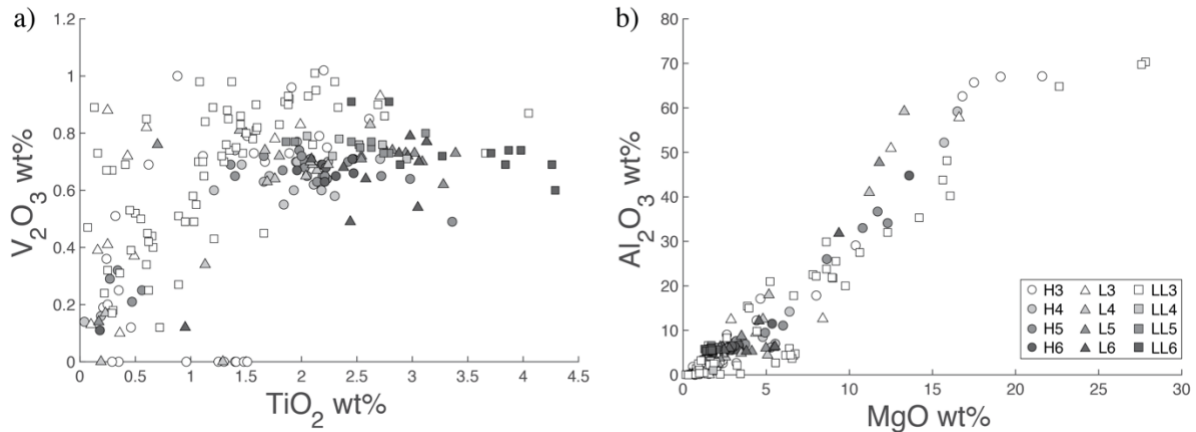 a)
V2O3 wt%
1.2
1
0.8
0.6
0.4
0.2
0
0 0.5 1 1.5 2 2.5 3 3.5 4 4.5
TiO2 wt%
b)
Al2O3 wt%
80
70
60
50
40
30
20
10
0
0 5 10 15 20 25 30
MgO wt%
H3 L3 LL3
H4 L4 LL4
H5 L5 LL5
H6 L6 LL6